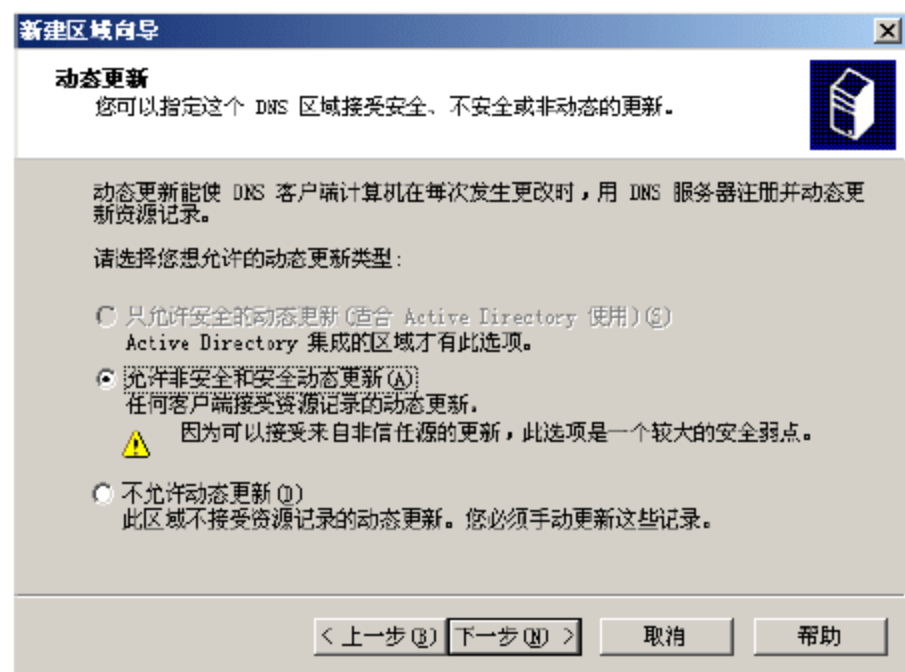 新建区域向导
动态更新
您可以指定这个 DNS 区域接受安全、不安全或非动态的更新。
动态更新能使 DNS 客户端计算机在每次发生更改时，用 DNS 服务器注册并动态更
新资源记录。
请选择您想允许的动态更新类型:
只允许安全的动态更新(适合 Active Directory 使用)(S)
Active Directory 集成的区域才有此选项。
允许非安全和安全动态更新(A)
任何客户端接受资源记录的动态更新。
因为可以接受来自非信任源的更新，此选项是一个较大的安全弱点。
不允许动态更新(D)
此区域不接受资源记录的动态更新。您必须手动更新这些记录。
< 上一步(B) 下一步(N) > 取消 帮助